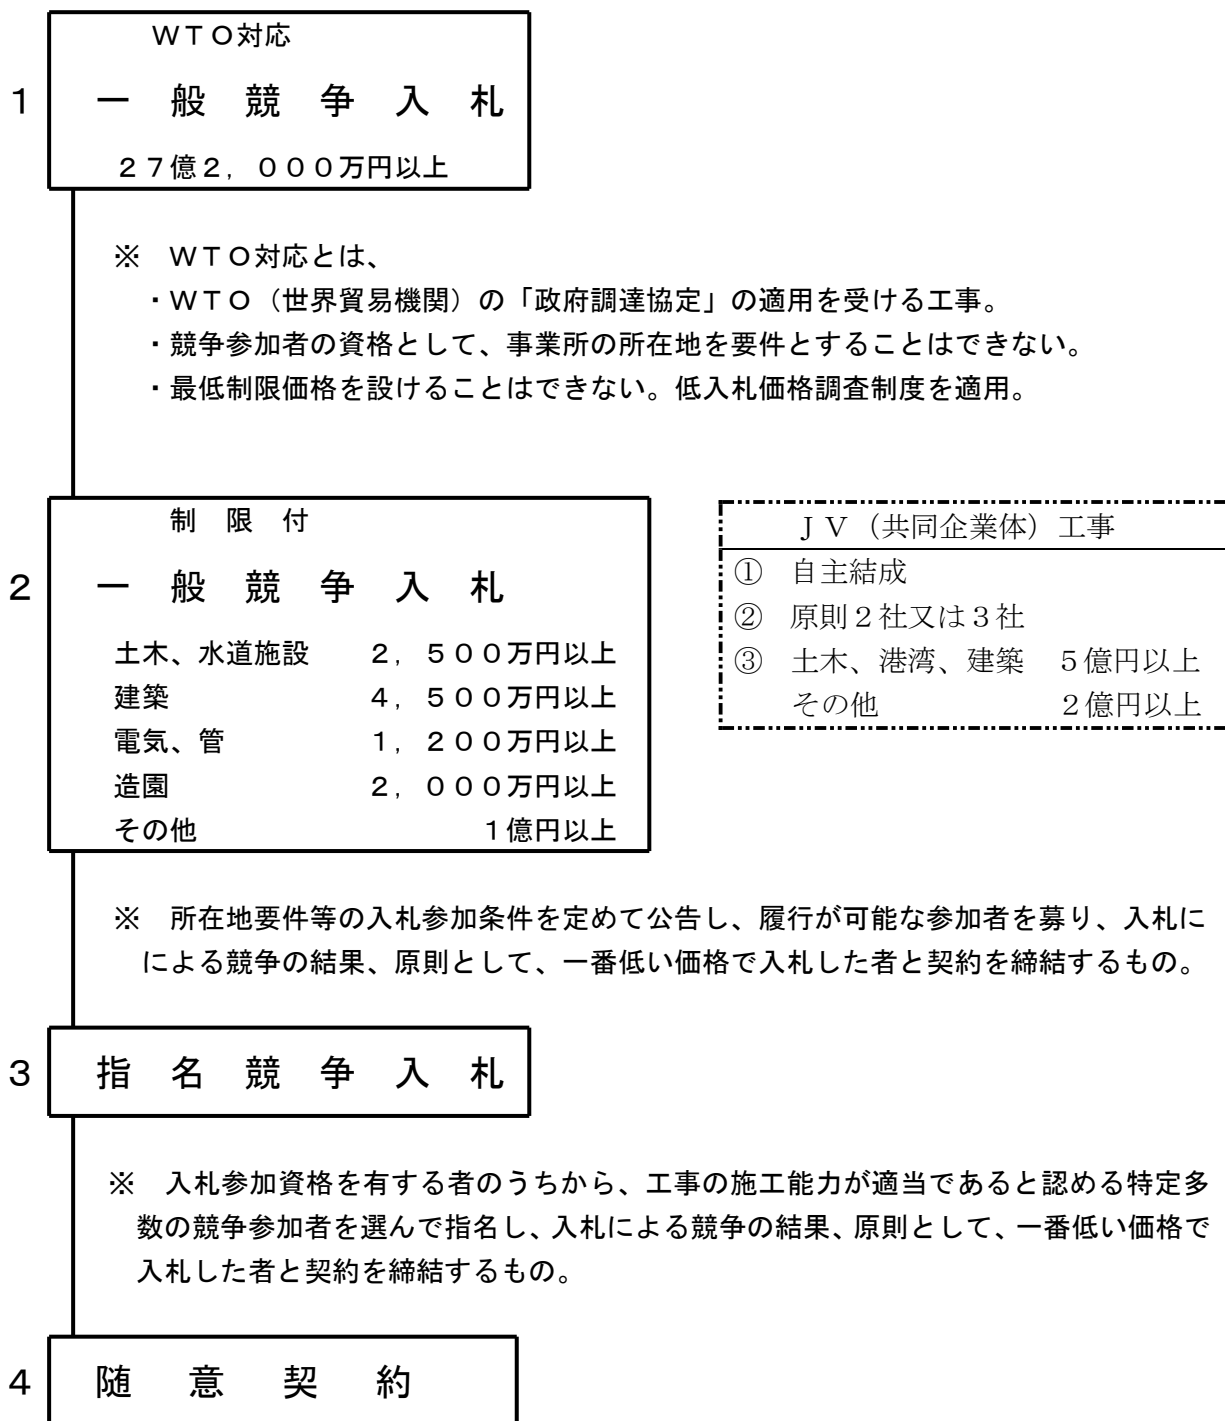 ＷＴＯ対応
1
一般競争入札
２７億２，０００万円以上
※　ＷＴＯ対応とは、
・ＷＴＯ（世界貿易機関）の「政府調達協定」の適用を受ける工事。
・競争参加者の資格として、事業所の所在地を要件とすることはできない。
・最低制限価格を設けることはできない。低入札価格調査制度を適用。
制限付
2
一般競争入札
土木、水道施設　２，５００万円以上
建築　４，５００万円以上
電気、管　１，２００万円以上
造園　２，０００万円以上
その他　１億円以上
ＪＶ（共同企業体）工事
①　自主結成
②　原則２社又は３社
③　土木、港湾、建築　５億円以上
その他　２億円以上
※　所在地要件等の入札参加条件を定めて公告し、履行が可能な参加者を募り、入札に
による競争の結果、原則として、一番低い価格で入札した者と契約を締結するもの。
3
指名競争入札
※　入札参加資格を有する者のうちから、工事の施工能力が適当であると認める特定多
数の競争参加者を選んで指名し、入札による競争の結果、原則として、一番低い価格で
入札した者と契約を締結するもの。
4
随意契約